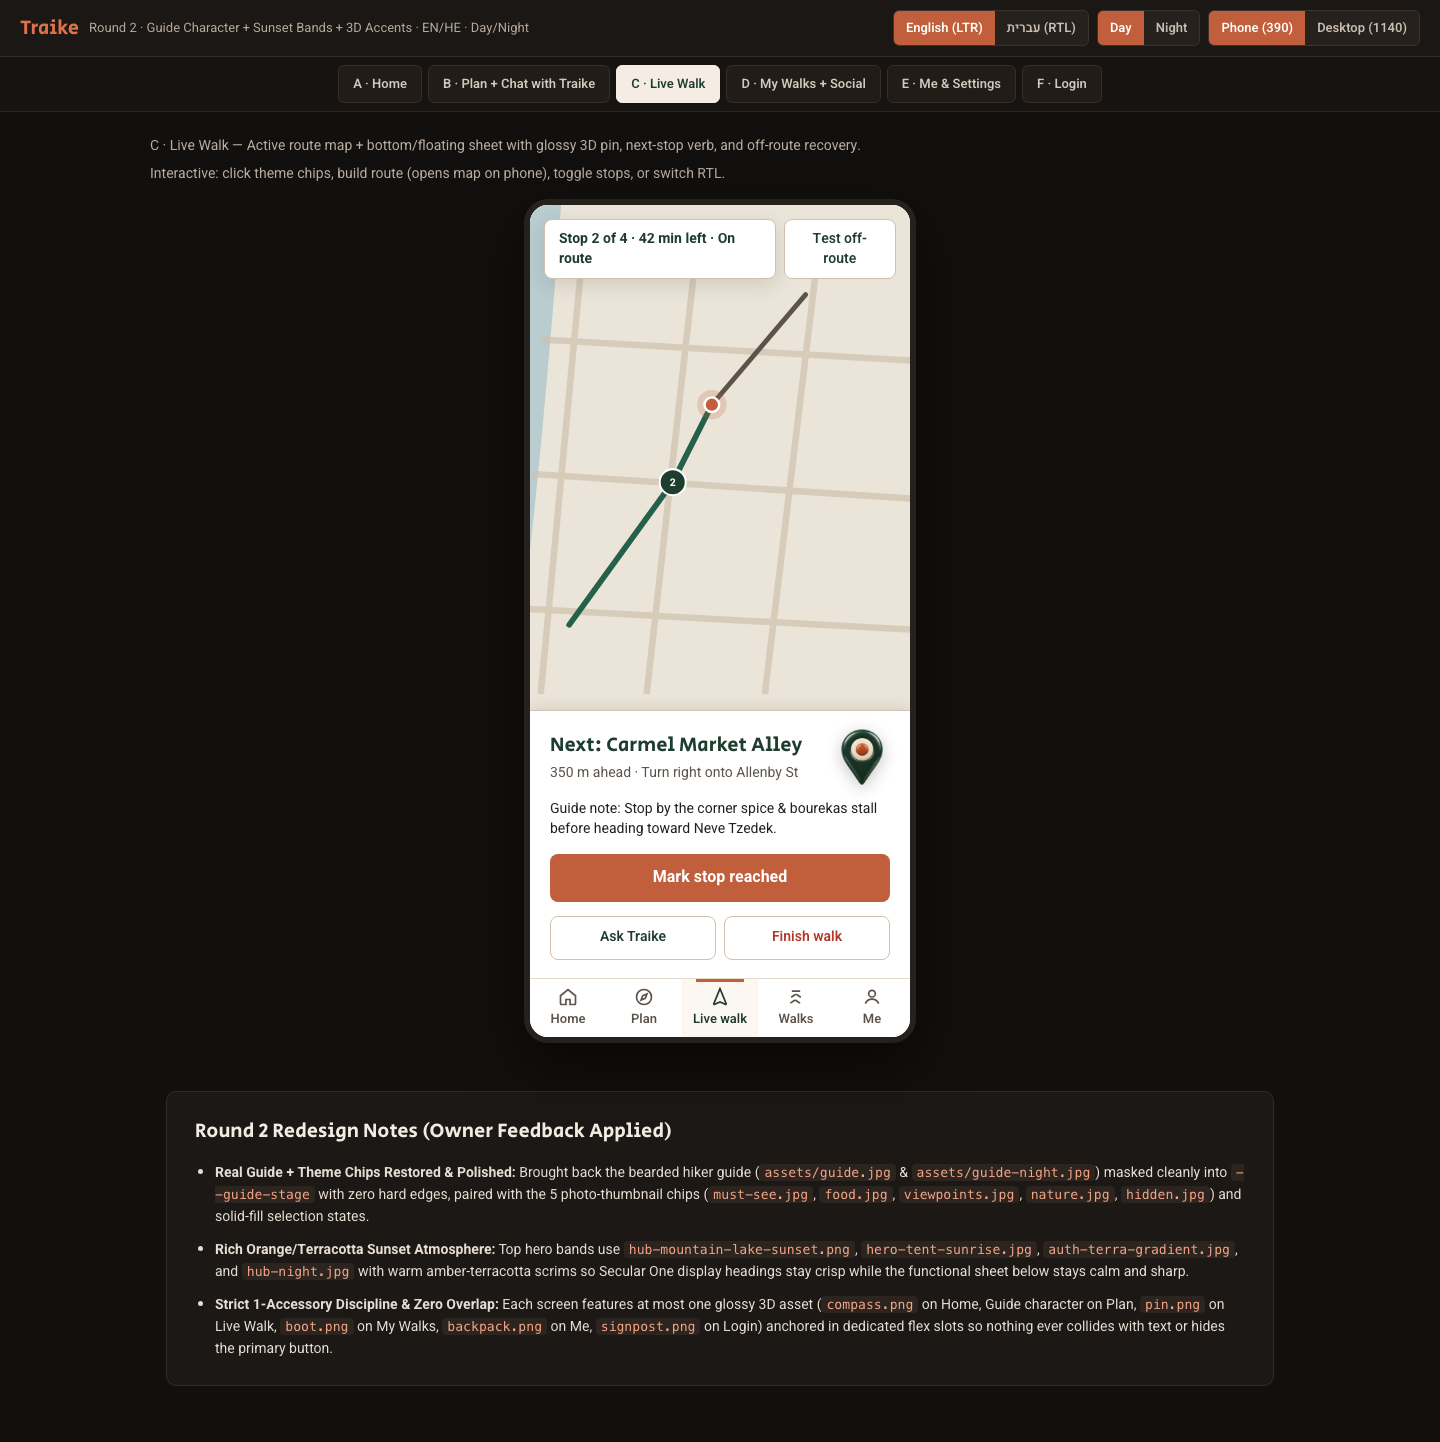 Traike
Round 2 · Guide Character + Sunset Bands + 3D Accents · EN/HE · Day/Night
English (LTR)
עברית (RTL)
Day
Night
Phone (390)
Desktop (1140)
A · Home
B · Plan + Chat with Traike
C · Live Walk
D · My Walks + Social
E · Me & Settings
F · Login
C · Live Walk — Active route map + bottom/floating sheet with glossy 3D pin, next-stop verb, and off-route recovery.
Interactive: click theme chips, build route (opens map on phone), toggle stops, or switch RTL.
Stop 2 of 4 · 42 min left · On
route
Test off-
route
2
Next: Carmel Market Alley
350 m ahead · Turn right onto Allenby St
Guide note: Stop by the corner spice & bourekas stall
before heading toward Neve Tzedek.
Mark stop reached
Ask Traike
Finish walk
Home
Plan
Live walk
Walks
Me
Round 2 Redesign Notes (Owner Feedback Applied)
• Real Guide + Theme Chips Restored & Polished: Brought back the bearded hiker guide ( assets/guide.jpg & assets/guide-night.jpg ) masked cleanly into -
-guide-stage with zero hard edges, paired with the 5 photo-thumbnail chips ( must-see.jpg , food.jpg , viewpoints.jpg , nature.jpg , hidden.jpg ) and
solid-fill selection states.
• Rich Orange/Terracotta Sunset Atmosphere: Top hero bands use hub-mountain-lake-sunset.png , hero-tent-sunrise.jpg , auth-terra-gradient.jpg ,
and hub-night.jpg with warm amber-terracotta scrims so Secular One display headings stay crisp while the functional sheet below stays calm and sharp.
• Strict 1-Accessory Discipline & Zero Overlap: Each screen features at most one glossy 3D asset ( compass.png on Home, Guide character on Plan, pin.png on
Live Walk, boot.png on My Walks, backpack.png on Me, signpost.png on Login) anchored in dedicated flex slots so nothing ever collides with text or hides
the primary button.